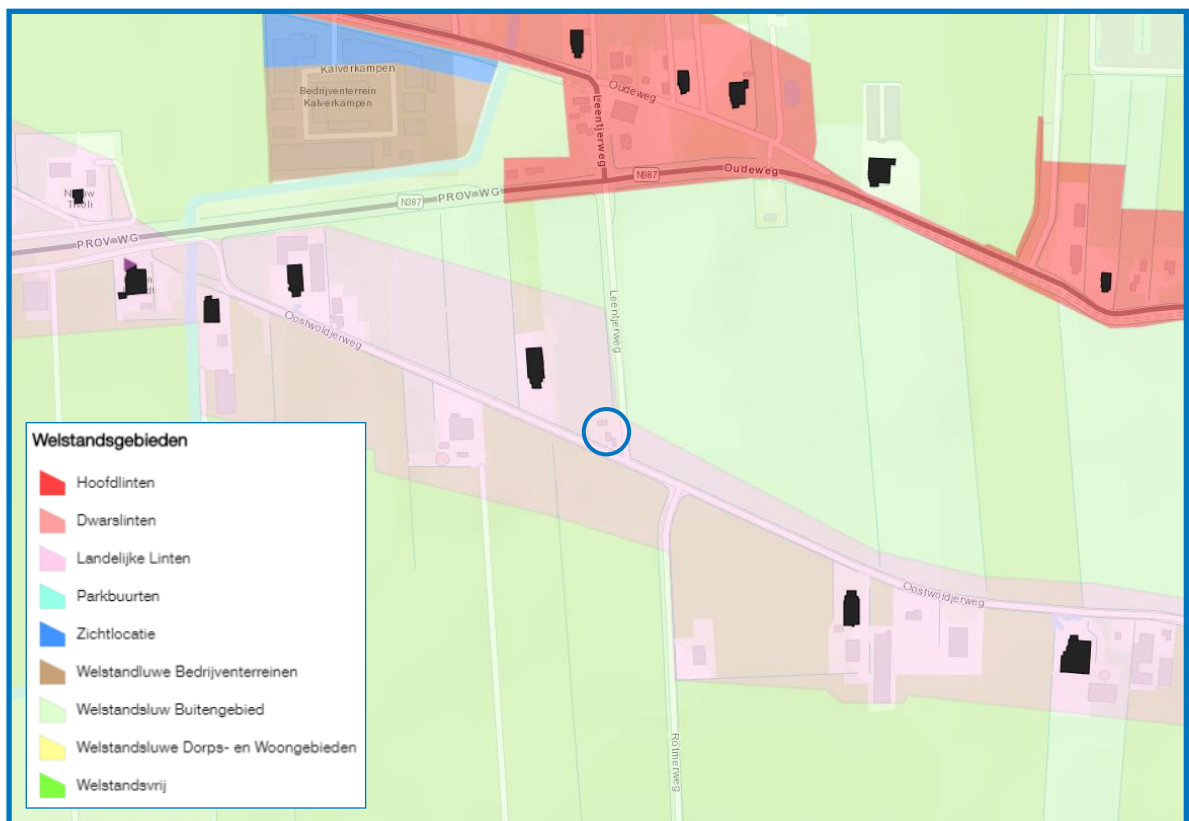 Kalverkampen
Bedrijventerrein
Kalverkampen
Leentjerweg
Oudeweg
N387
PROV WG
N987
Oudeweg
PROV WG
Leentjerweg
Oostwoldjerweg
Oostwoldjerweg
Rotmerweg
Welstandsgebieden
Hoofdlinten
Dwarslinten
Landelijke Linten
Parkbuurten
Zichtlocatie
Welstandluwe Bedrijventerreinen
Welstandsluw Buitengebied
Welstandsluwe Dorps- en Woongebieden
Welstandsvrij